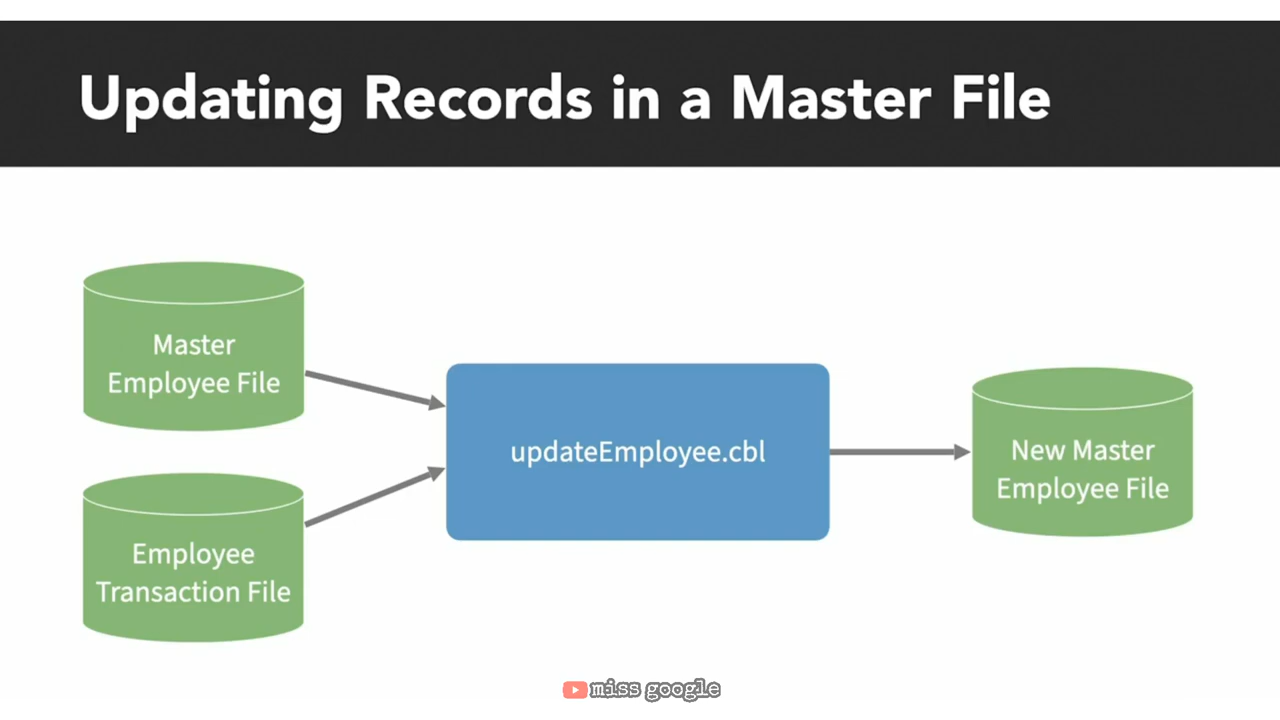 Updating Records in a Master File
Master
Employee File
Employee
Transaction File
updateEmployee.cbl
New Master
Employee File
miss google